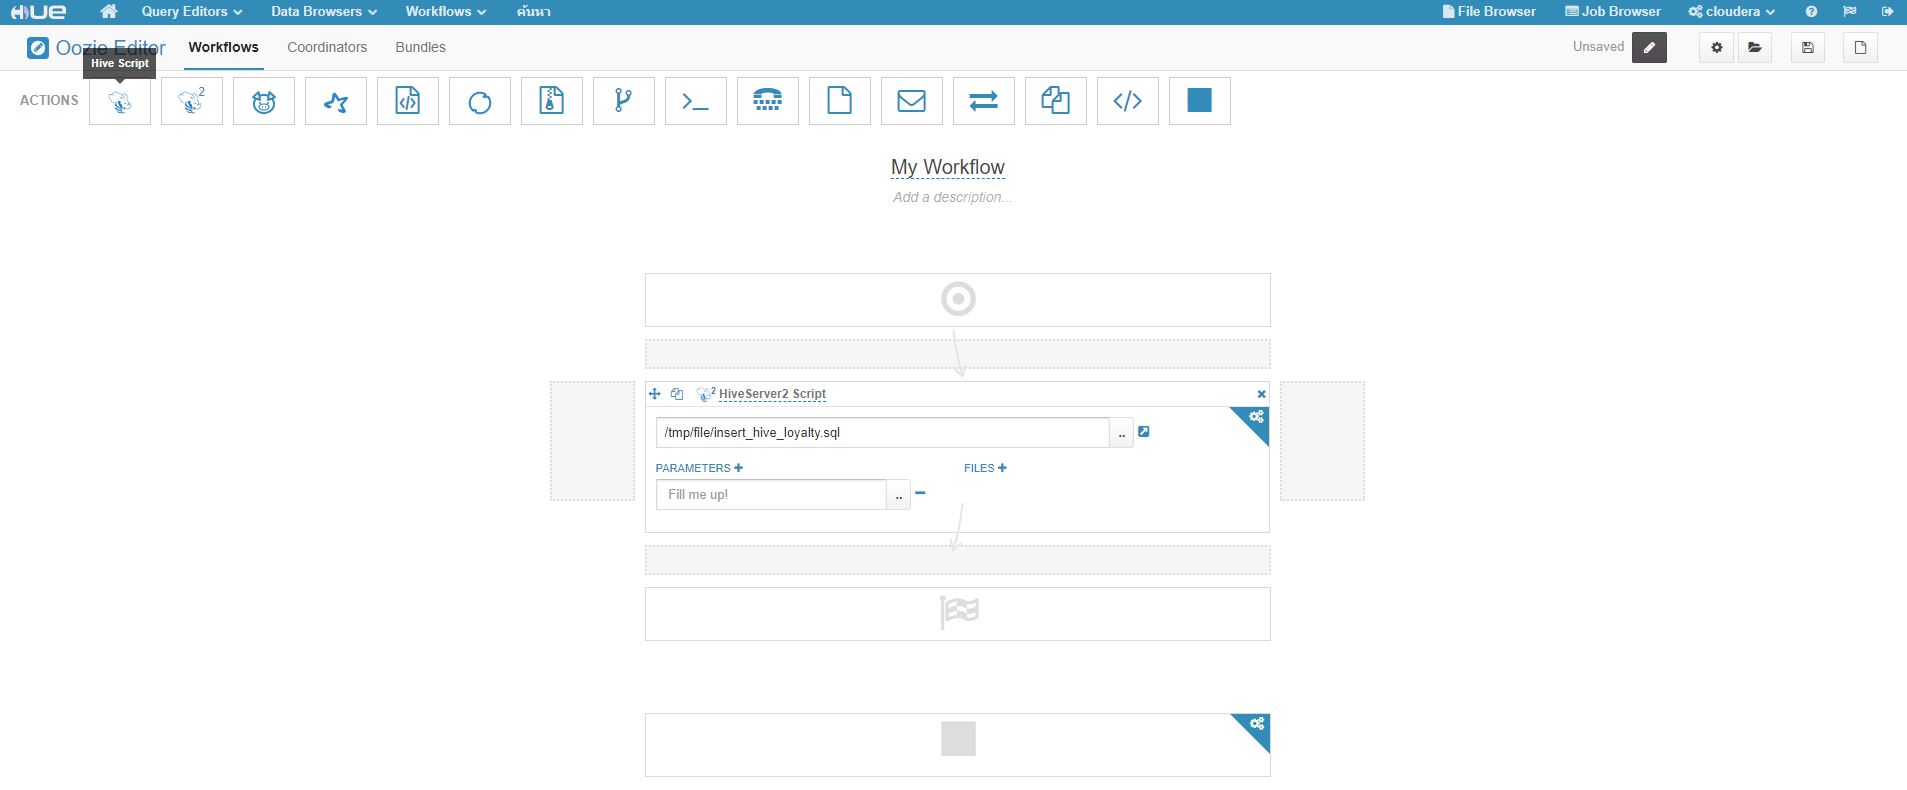 HUE Query Editors Data Browsers Workflows ค้นหา File Browser Job Browser cloudera
Oozie Editor Workflows Coordinators Bundles Unsaved
Hive Script
ACTIONS 2
My Workflow
Add a description...
2 HiveServer2 Script
/tmp/file/insert_hive_loyalty.sql ..
PARAMETERS FILES
Fill me up! ..